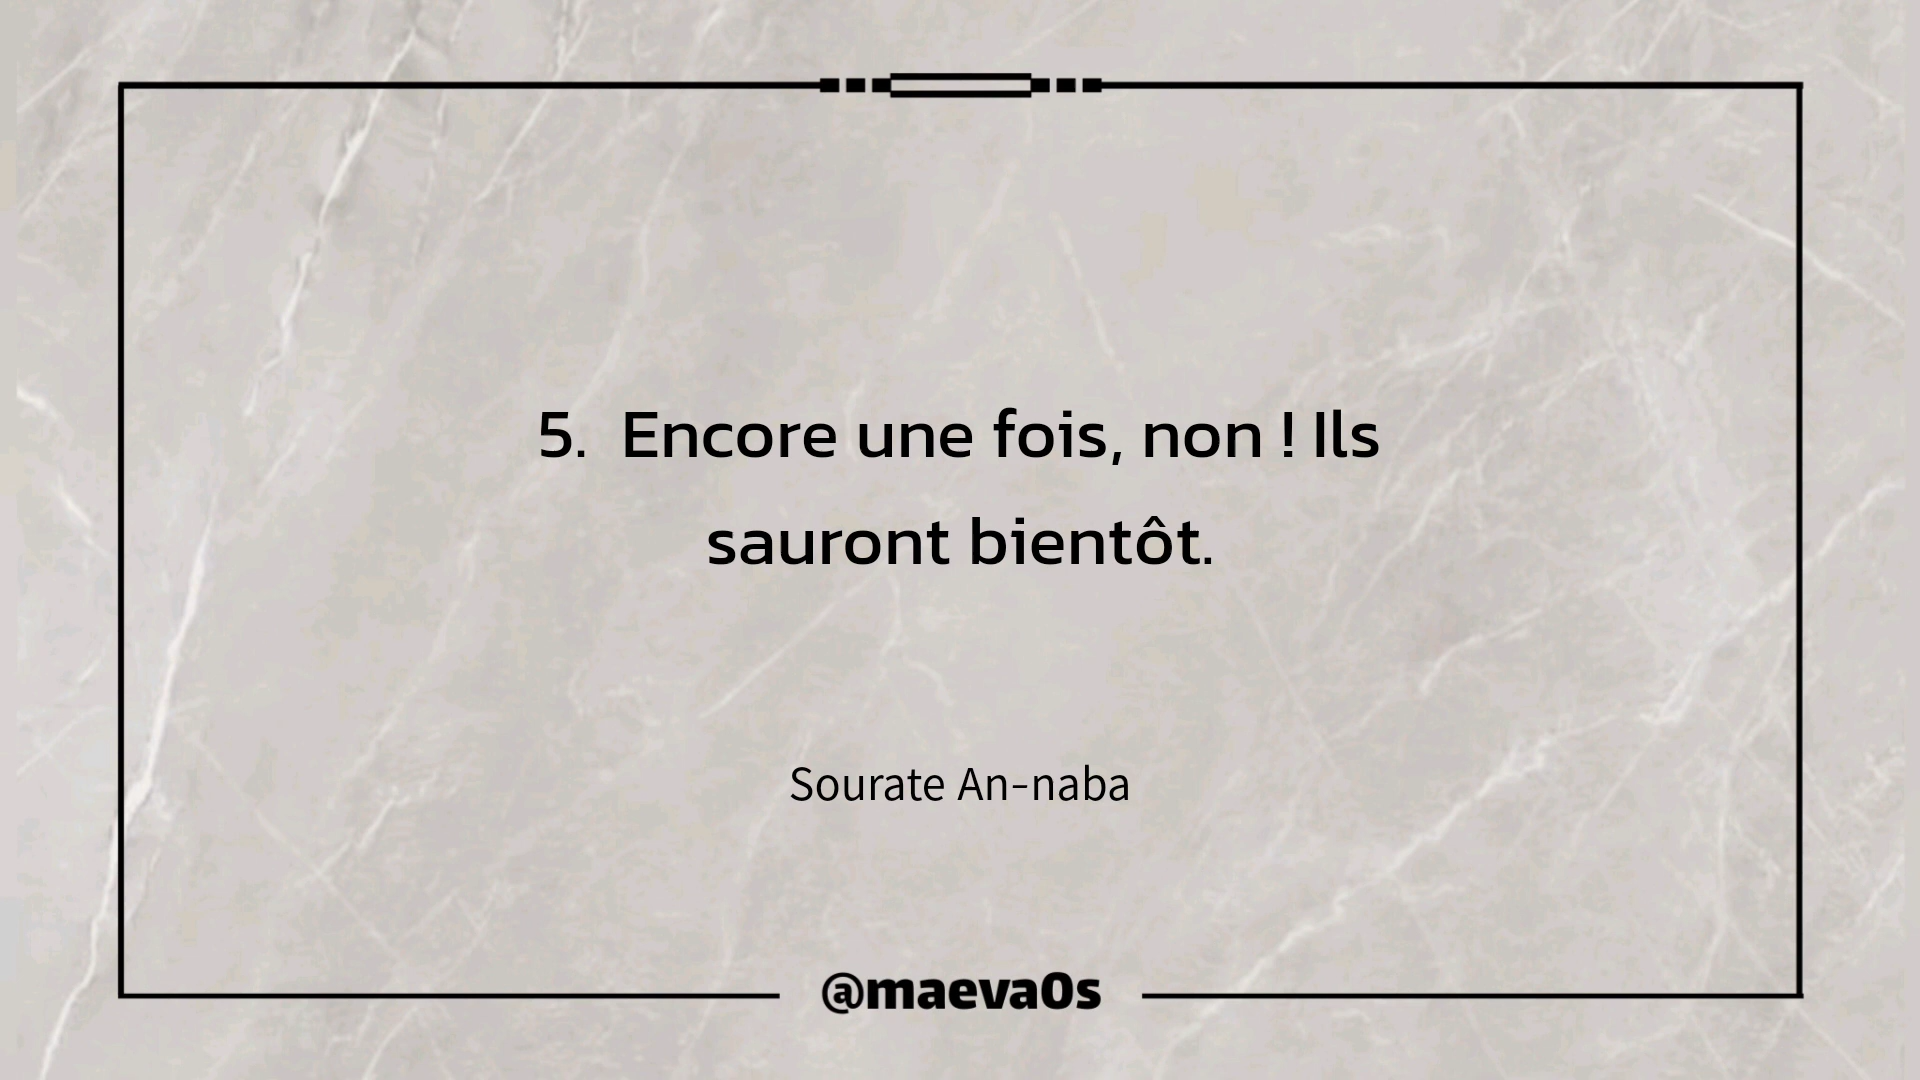 5. Encore une fois, non ! Ils
sauront bientôt.
Sourate An-naba
@maeva0s